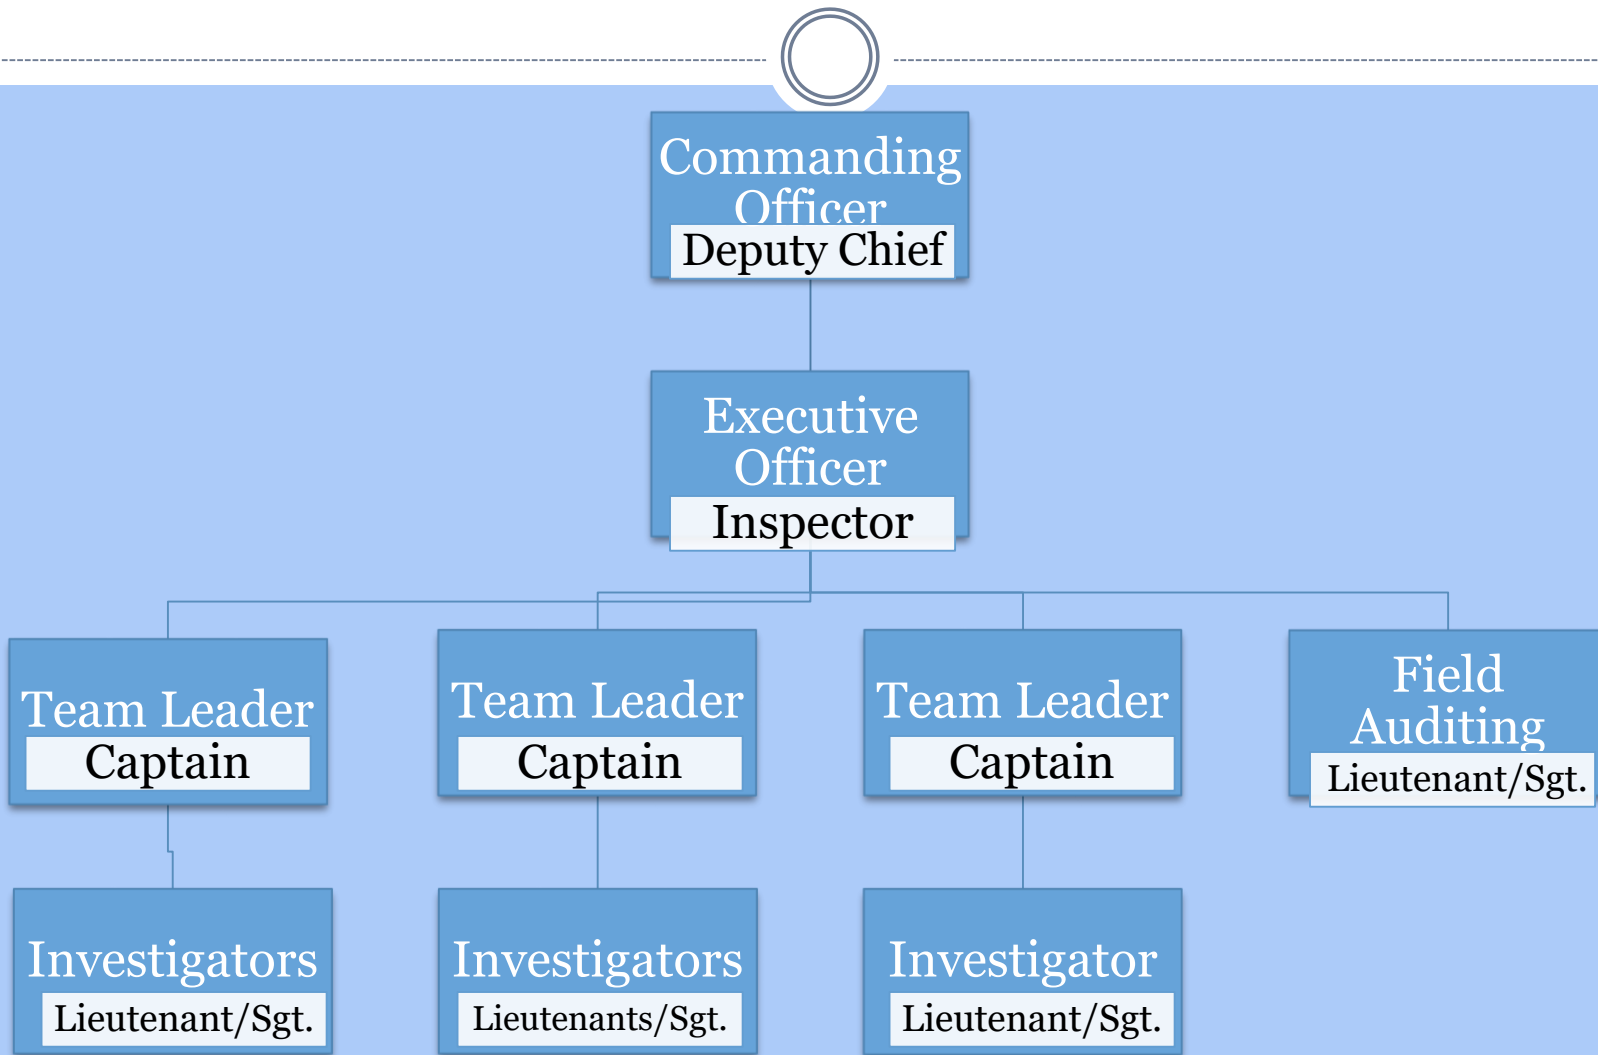 Commanding
Officer
Deputy Chief
Executive
Officer
Inspector
Team Leader
Captain
Team Leader
Captain
Team Leader
Captain
Field
Auditing
Lieutenant/Sgt.
Investigators
Lieutenant/Sgt.
Investigators
Lieutenants/Sgt.
Investigator
Lieutenant/Sgt.